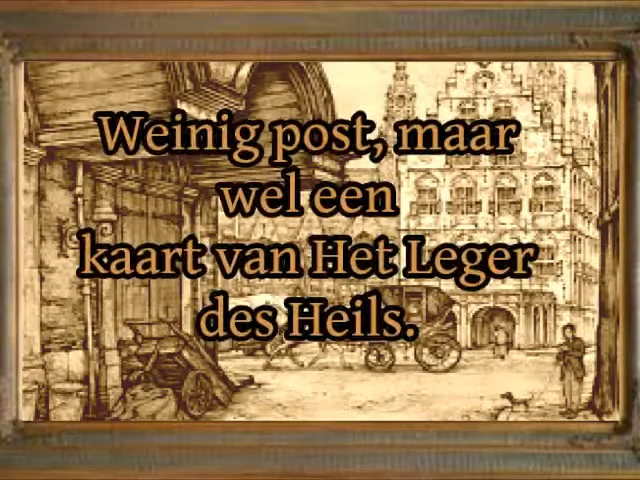 Weinig post, maar
wel een
kaart van Het Leger
des Heils.